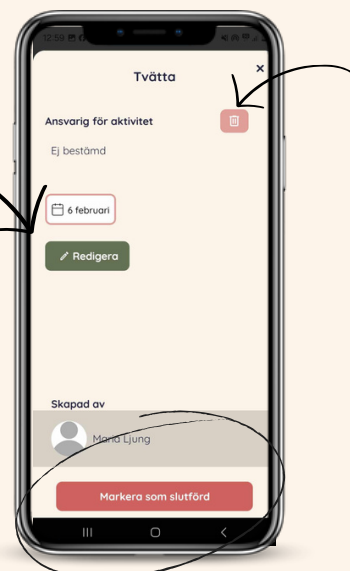 12:59
Tvätta
×
Ansvarig för aktivitet
Ej bestämd
6 februari
Redigera
Skapad av
Maria Ljung
Markera som slutförd